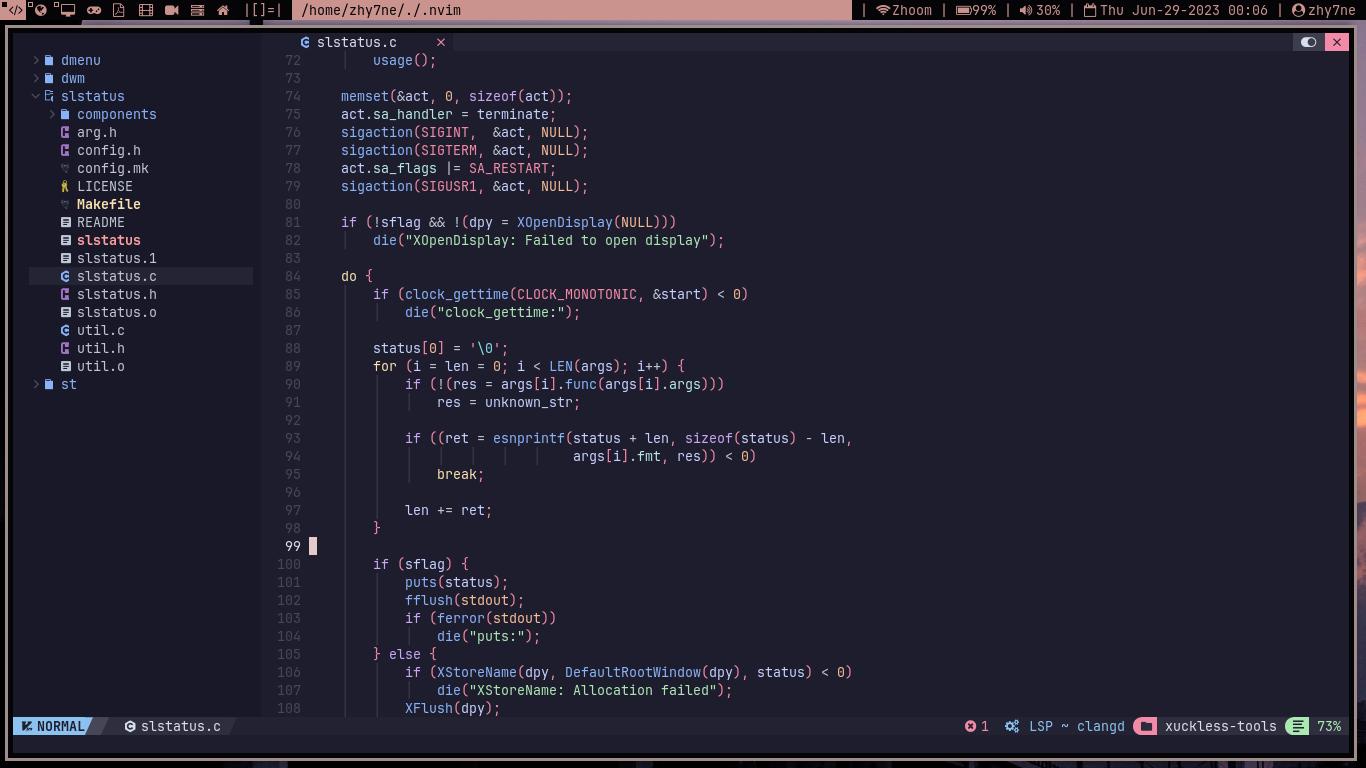 </> |[]=| /home/zhy7ne/./.nvim | Zhoom | 99% | 30% | Thu Jun-29-2023 00:06 | zhy7ne
slstatus.c ×
dmenu
dwm
slstatus
components
arg.h
config.h
config.mk
LICENSE
Makefile
README
slstatus
slstatus.1
slstatus.c
slstatus.h
slstatus.o
util.c
util.h
util.o
st
72 usage();
73
74 memset(&act, 0, sizeof(act));
75 act.sa_handler = terminate;
76 sigaction(SIGINT,  &act, NULL);
77 sigaction(SIGTERM, &act, NULL);
78 act.sa_flags |= SA_RESTART;
79 sigaction(SIGUSR1, &act, NULL);
80
81 if (!sflag && !(dpy = XOpenDisplay(NULL)))
82 die("XOpenDisplay: Failed to open display");
83
84 do {
85 if (clock_gettime(CLOCK_MONOTONIC, &start) < 0)
86 die("clock_gettime:");
87
88 status[0] = '\0';
89 for (i = len = 0; i < LEN(args); i++) {
90 if (!(res = args[i].func(args[i].args)))
91 res = unknown_str;
92
93 if ((ret = esnprintf(status + len, sizeof(status) - len,
94 args[i].fmt, res)) < 0)
95 break;
96
97 len += ret;
98 }
99
100 if (sflag) {
101 puts(status);
102 fflush(stdout);
103 if (ferror(stdout))
104 die("puts:");
105 } else {
106 if (XStoreName(dpy, DefaultRootWindow(dpy), status) < 0)
107 die("XStoreName: Allocation failed");
108 XFlush(dpy);
NORMAL slstatus.c 1 LSP ~ clangd xuckless-tools 73%